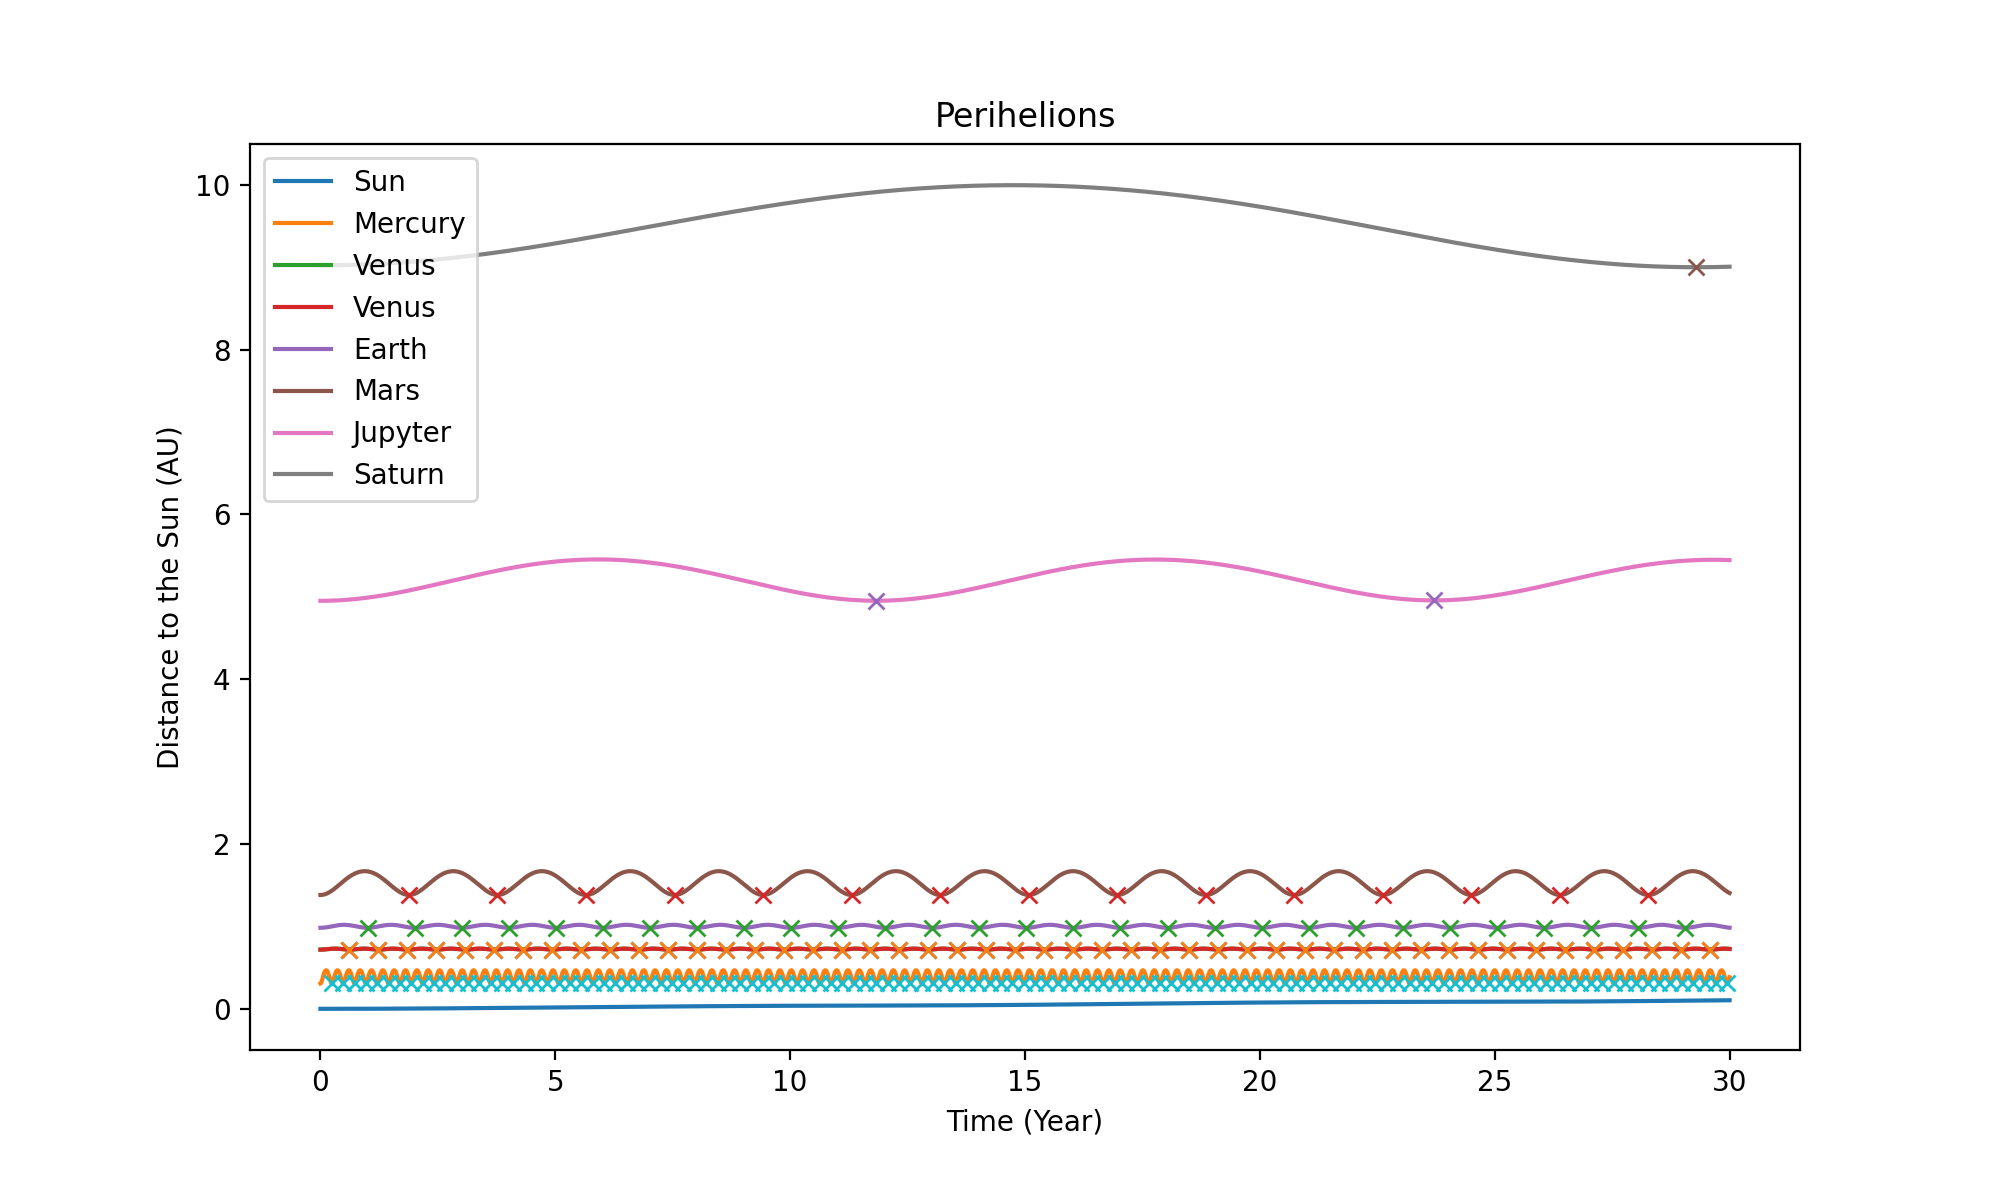 Perihelions
Sun
Mercury
Venus
Venus
Earth
Mars
Jupyter
Saturn
10
8
6
4
2
0
Distance to the Sun (AU)
0 5 10 15 20 25 30
Time (Year)